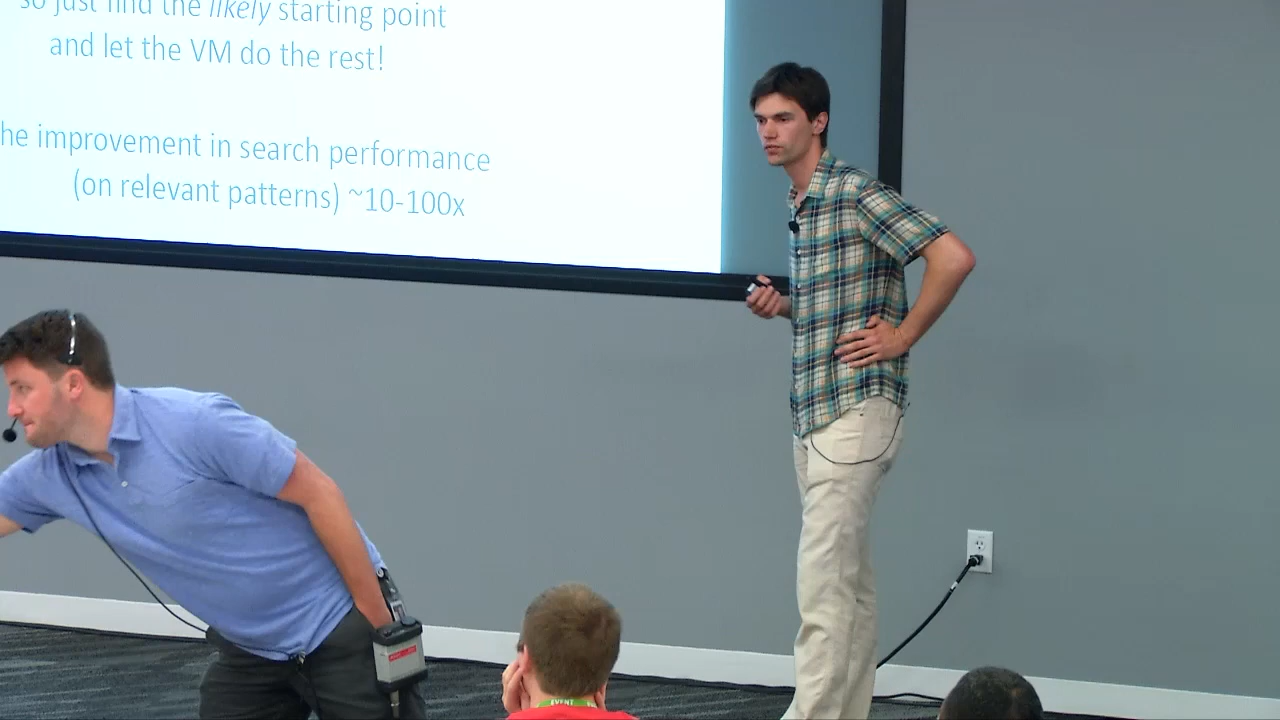 so just find the likely starting point
and let the VM do the rest!
he improvement in search performance
(on relevant patterns) ~10-100x
EVENT